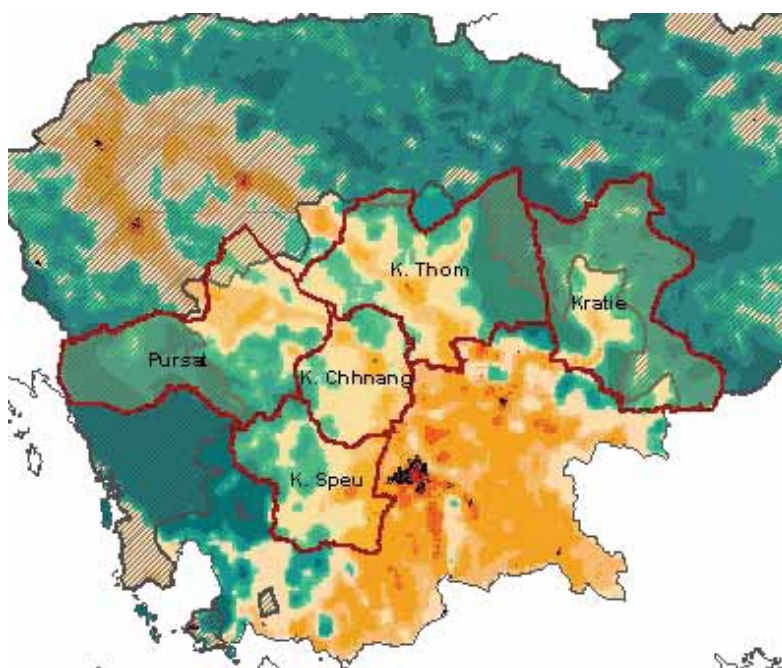 K. Thom
Kratie
Pursat
K. Chhnang
K. Speu